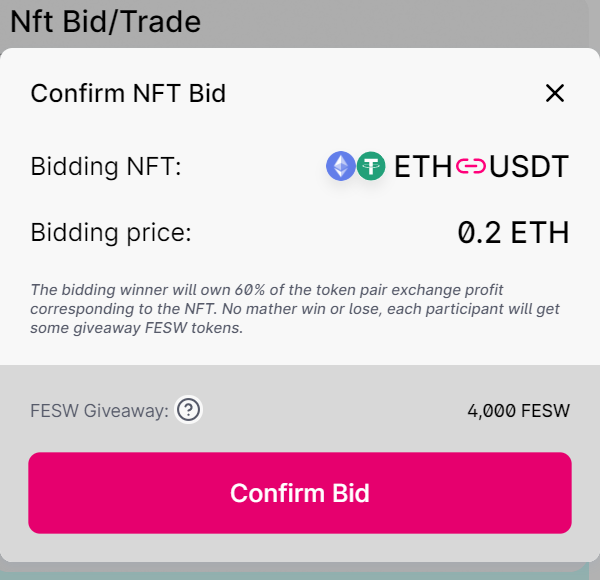 Nft Bid/Trade
Confirm NFT Bid
Bidding NFT: ETH USDT
Bidding price: 0.2 ETH
The bidding winner will own 60% of the token pair exchange profit
corresponding to the NFT. No mather win or lose, each participant will get
some giveaway FESW tokens.
FESW Giveaway: ? 4,000 FESW
Confirm Bid